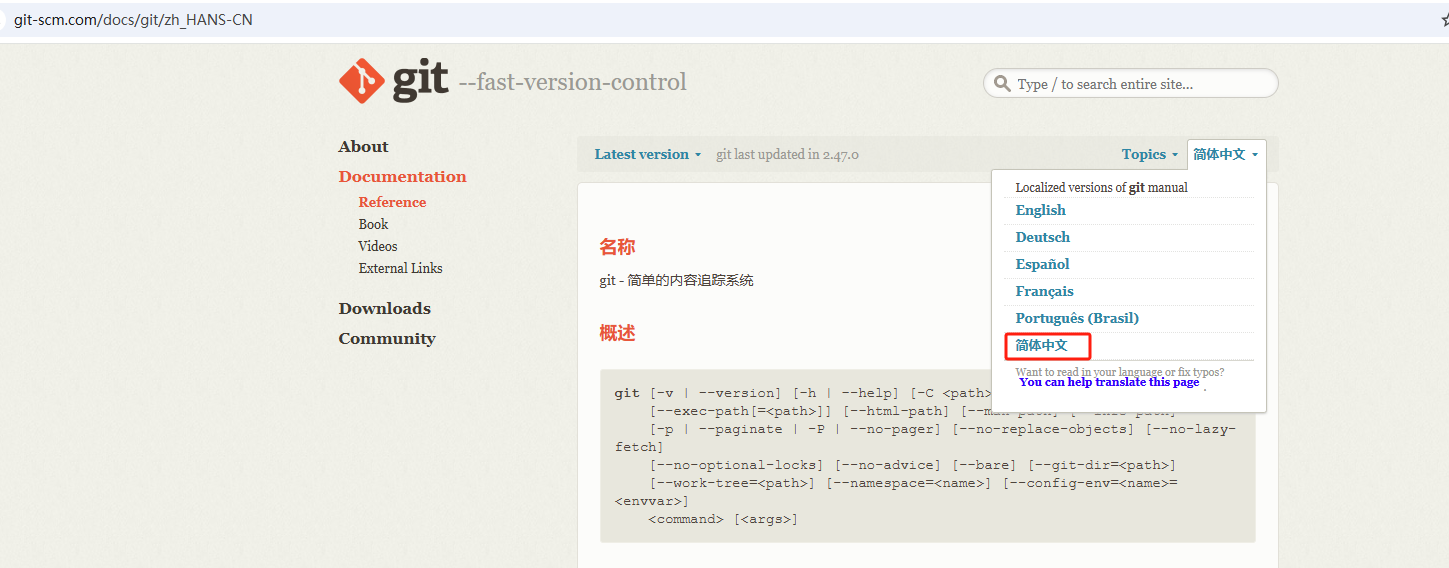 git-scm.com/docs/git/zh_HANS-CN
git --fast-version-control
Type / to search entire site...
About
Documentation
Reference
Book
Videos
External Links
Downloads
Community
Latest version
git last updated in 2.47.0
Topics
简体中文
Localized versions of git manual
English
Deutsch
Español
Français
Português (Brasil)
简体中文
Want to read in your language or fix typos?
You can help translate this page .
名称
git - 简单的内容追踪系统
概述
git [-v | --version] [-h | --help] [-C <path>
[--exec-path[=<path>]] [--html-path] [--man-path] [--info-path]
[-p | --paginate | -P | --no-pager] [--no-replace-objects] [--no-lazy-
fetch]
[--no-optional-locks] [--no-advice] [--bare] [--git-dir=<path>]
[--work-tree=<path>] [--namespace=<name>] [--config-env=<name>=
<envvar>]
<command> [<args>]